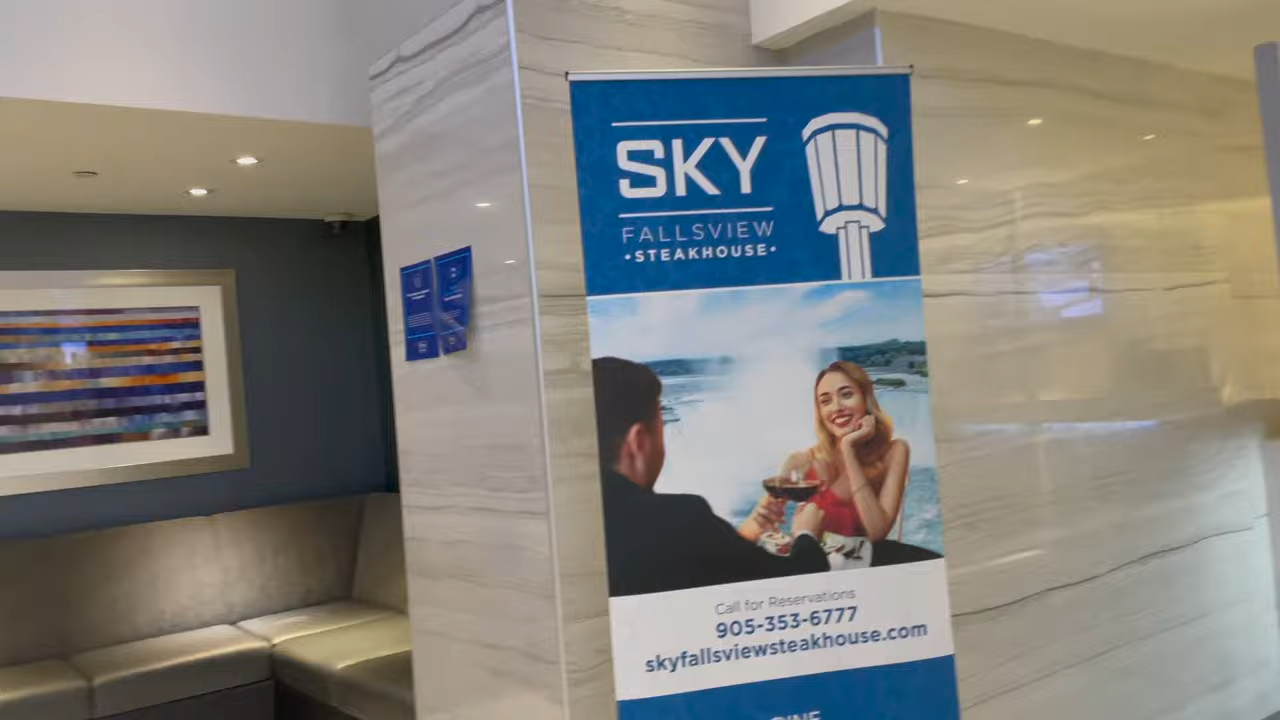 SKY
FALLSVIEW
•STEAKHOUSE•
Call for Reservations
905-353-6777
skyfallsviewsteakhouse.com